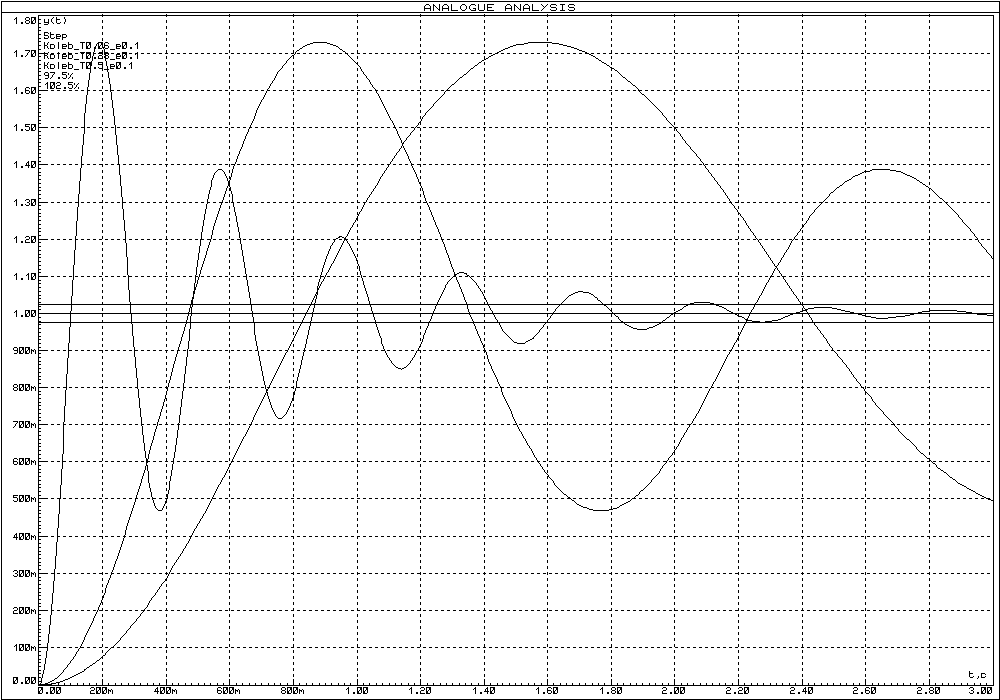 ANALOGUE ANALYSIS
1.80 y(t)
Step
Koleb_T0.06_e0.1
1.70 Koleb_T0.28_e0.1
Koleb_T0.5_e0.1
97.5%
102.5%
1.60
1.50
1.40
1.30
1.20
1.10
1.00
900m
800m
700m
600m
500m
400m
300m
200m
100m
t,c
0.00
0.00 200m 400m 600m 800m 1.00 1.20 1.40 1.60 1.80 2.00 2.20 2.40 2.60 2.80 3.00